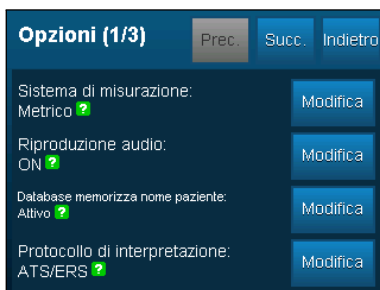 Opzioni (1/3) Prec. Succ. Indietro
Sistema di misurazione:
Metrico ?
Modifica
Riproduzione audio:
ON ?
Modifica
Database memorizza nome paziente:
Attivo ?
Modifica
Protocollo di interpretazione:
ATS/ERS ?
Modifica